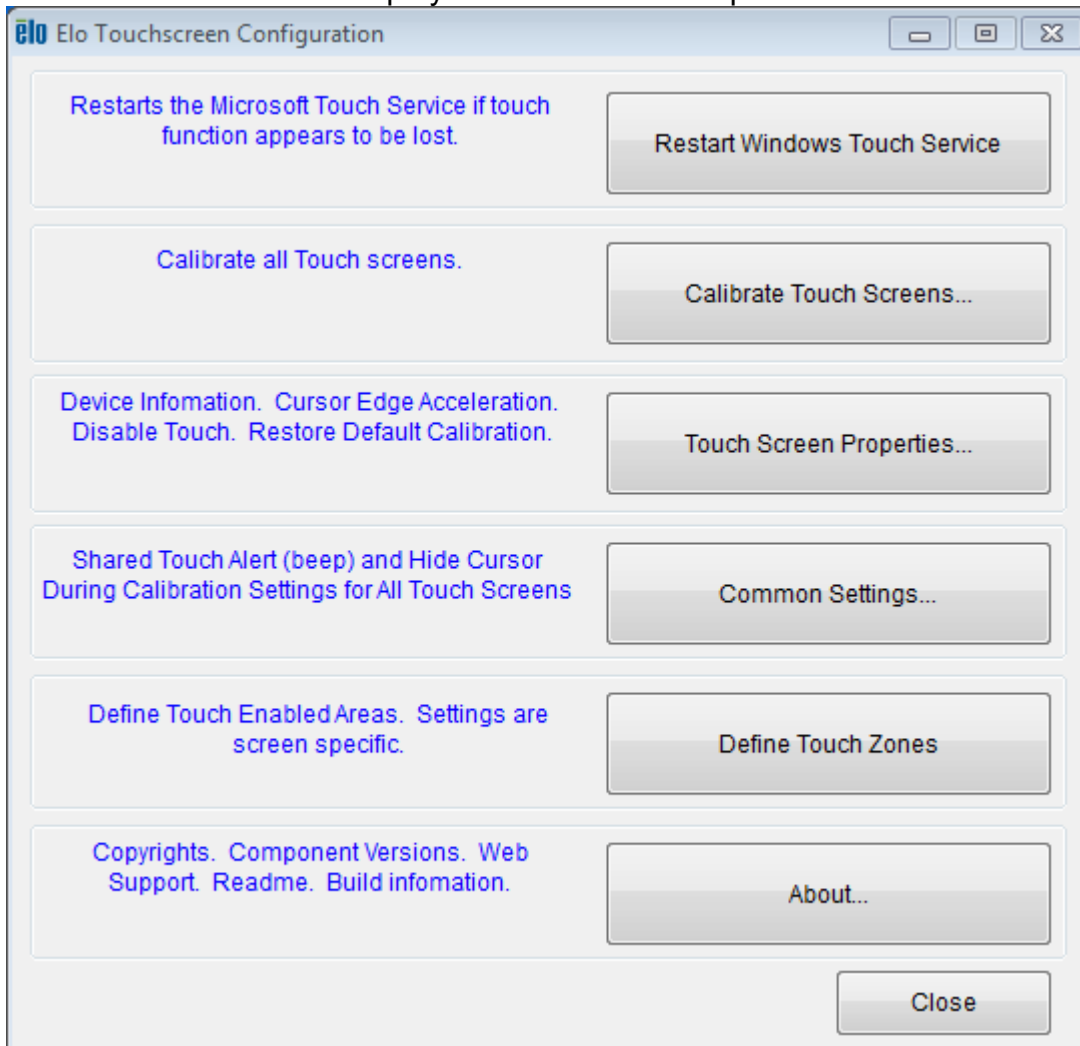 elo Elo Touchscreen Configuration
Restarts the Microsoft Touch Service if touch
function appears to be lost.
Restart Windows Touch Service
Calibrate all Touch screens.
Calibrate Touch Screens...
Device Infomation.  Cursor Edge Acceleration.
Disable Touch.  Restore Default Calibration.
Touch Screen Properties...
Shared Touch Alert (beep) and Hide Cursor
During Calibration Settings for All Touch Screens
Common Settings...
Define Touch Enabled Areas.  Settings are
screen specific.
Define Touch Zones
Copyrights.  Component Versions.  Web
Support.  Readme.  Build infomation.
About...
Close